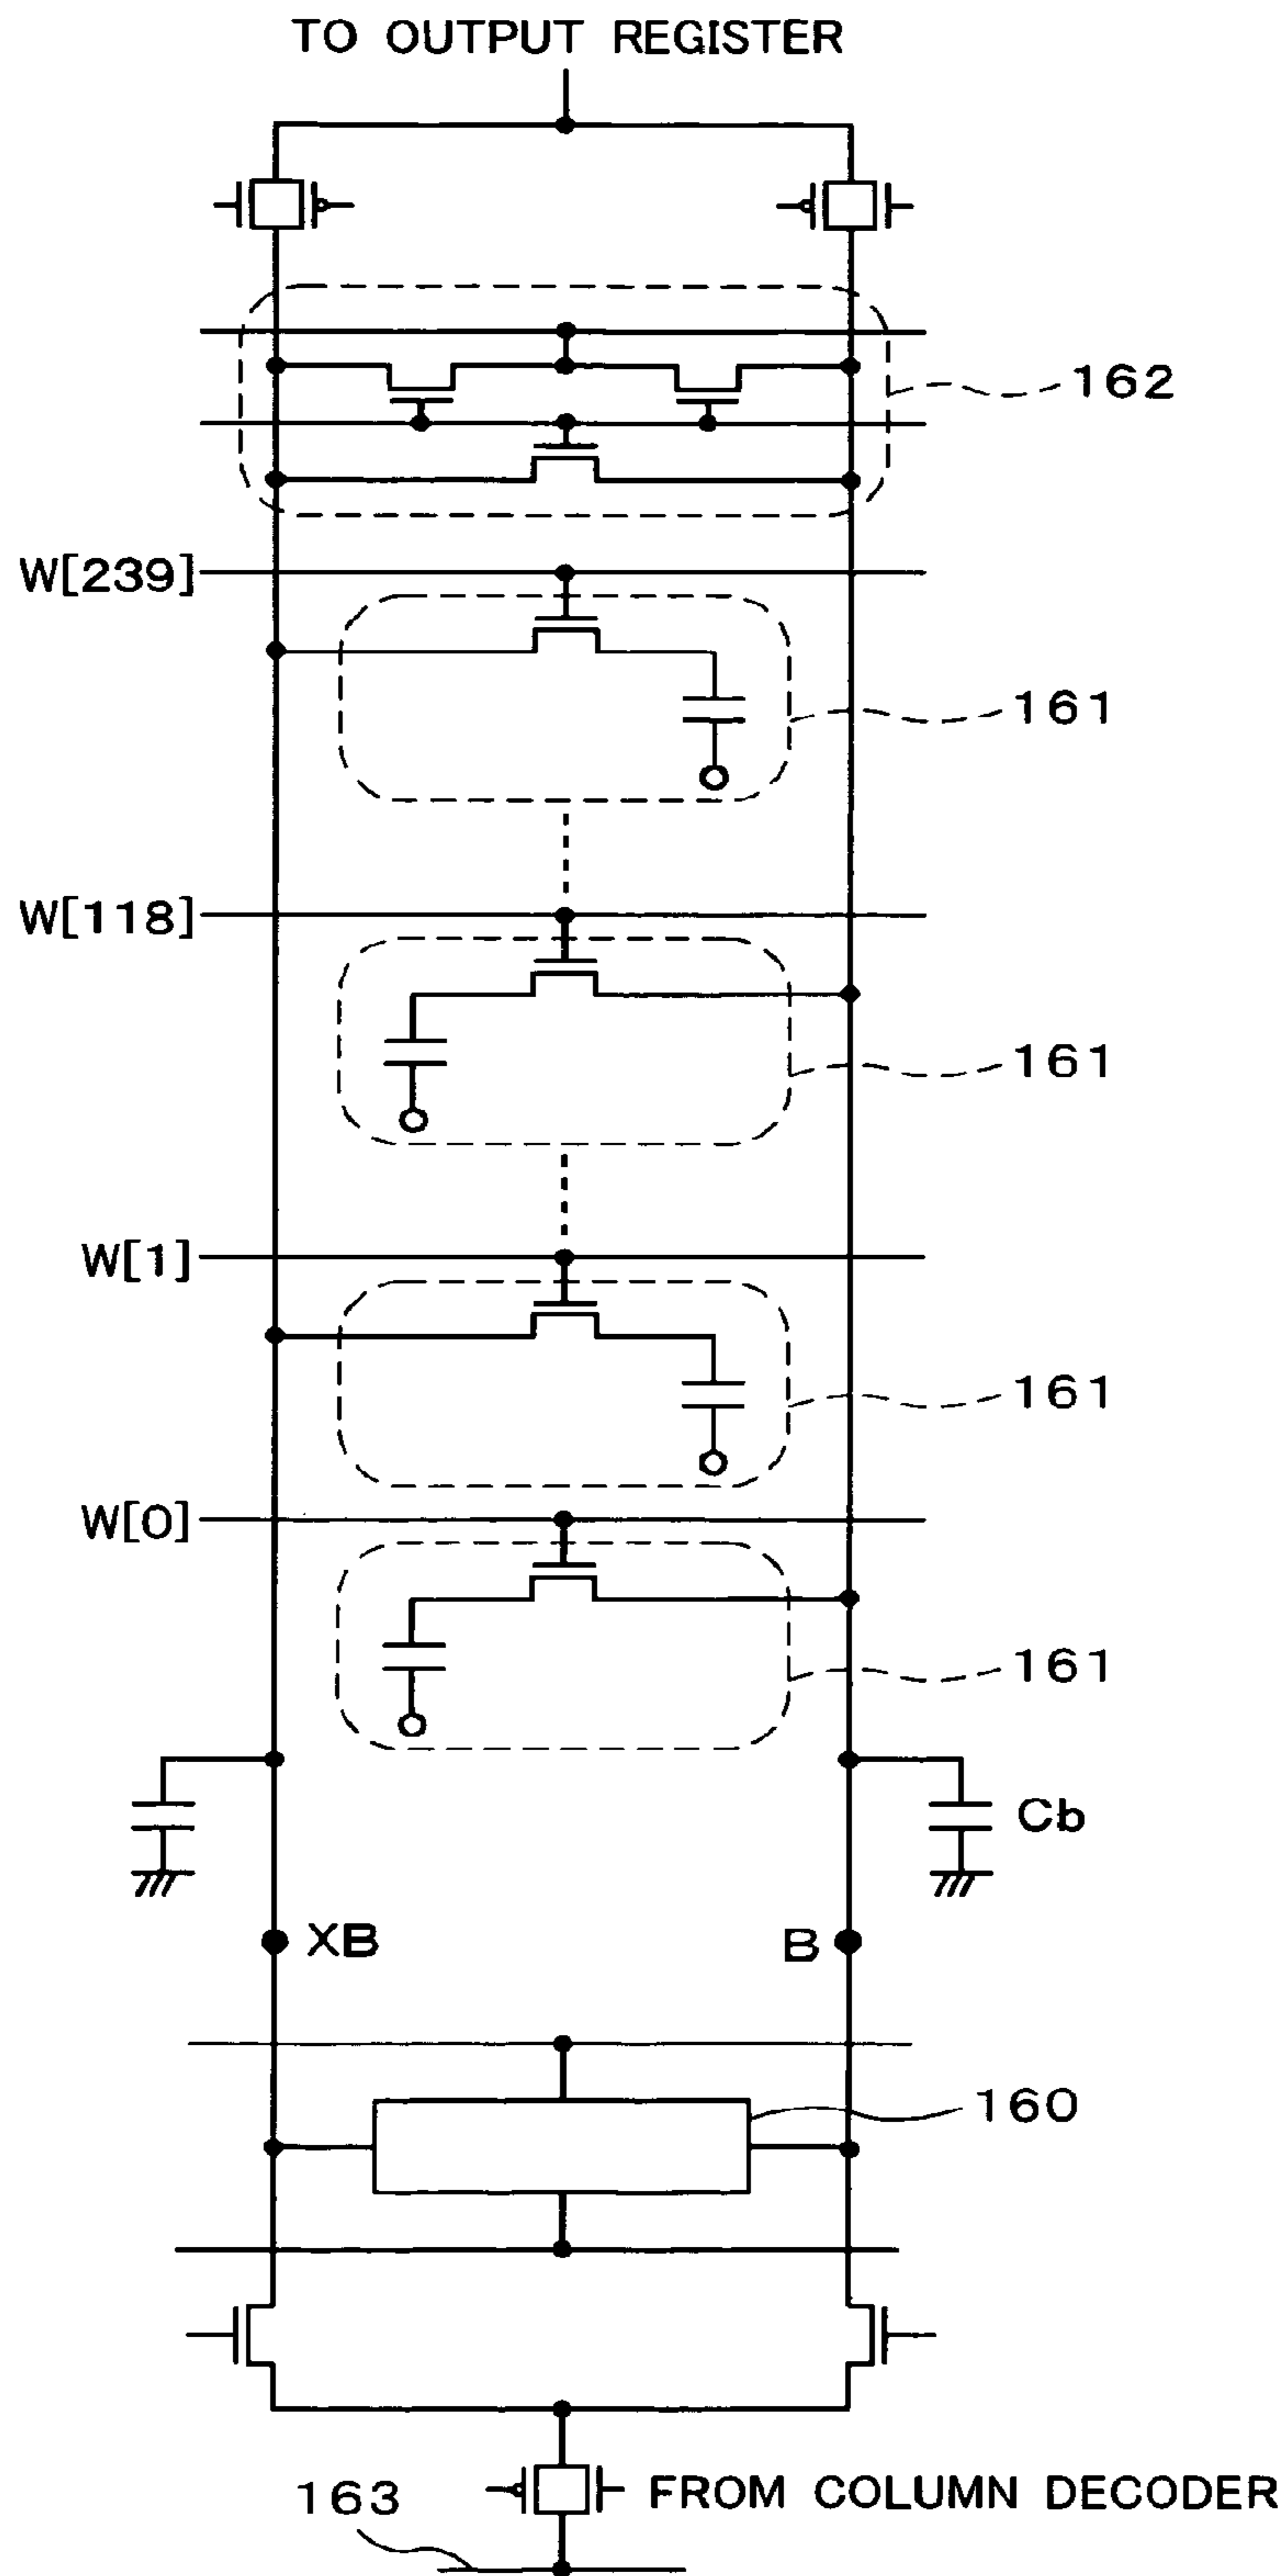 TO OUTPUT REGISTER
162
W[239]
161
W[118]
161
W[1]
161
W[0]
161
Cb
XB
B
160
FROM COLUMN DECODER
163